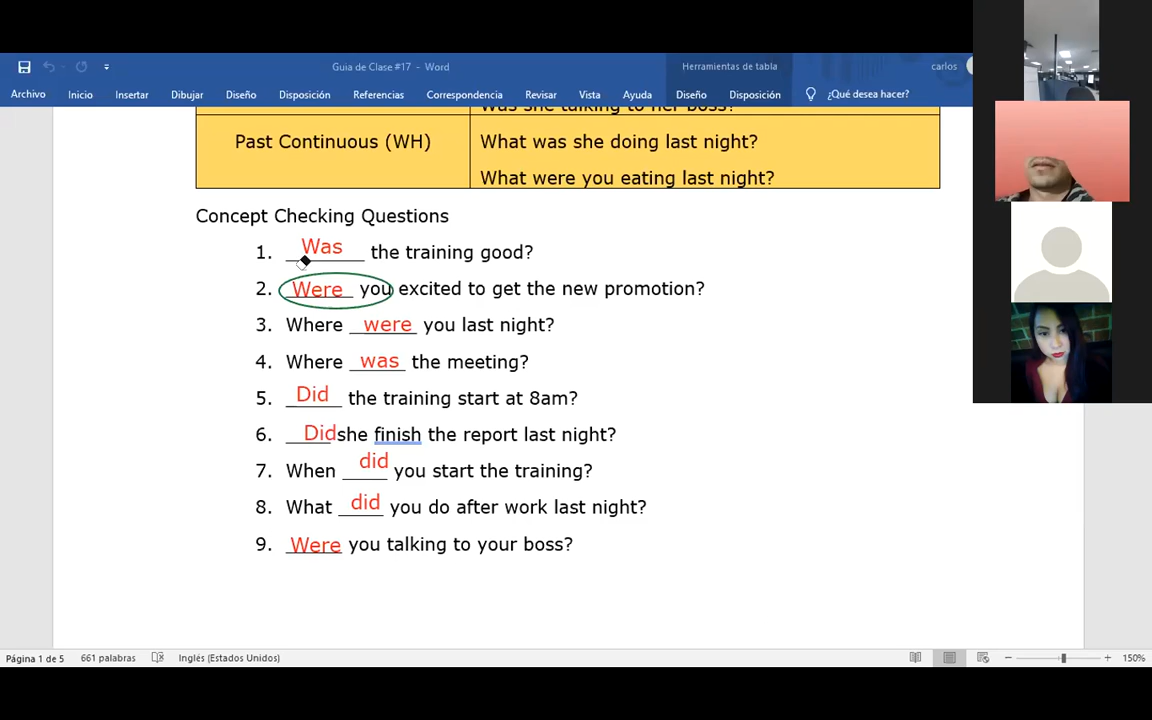 Guia de Clase #17 - Word
Herramientas de tabla
carlos
Archivo Inicio Insertar Dibujar Diseño Disposición Referencias Correspondencia Revisar Vista Ayuda Diseño Disposición ¿Qué desea hacer?
Was she talking to her boss?
Past Continuous (WH)
What was she doing last night?
What were you eating last night?
Concept Checking Questions
1. Was the training good?
2. Were you excited to get the new promotion?
3. Where were you last night?
4. Where was the meeting?
5. Did the training start at 8am?
6. Did she finish the report last night?
7. When did you start the training?
8. What did you do after work last night?
9. Were you talking to your boss?
Página 1 de 5 661 palabras Inglés (Estados Unidos) 150%